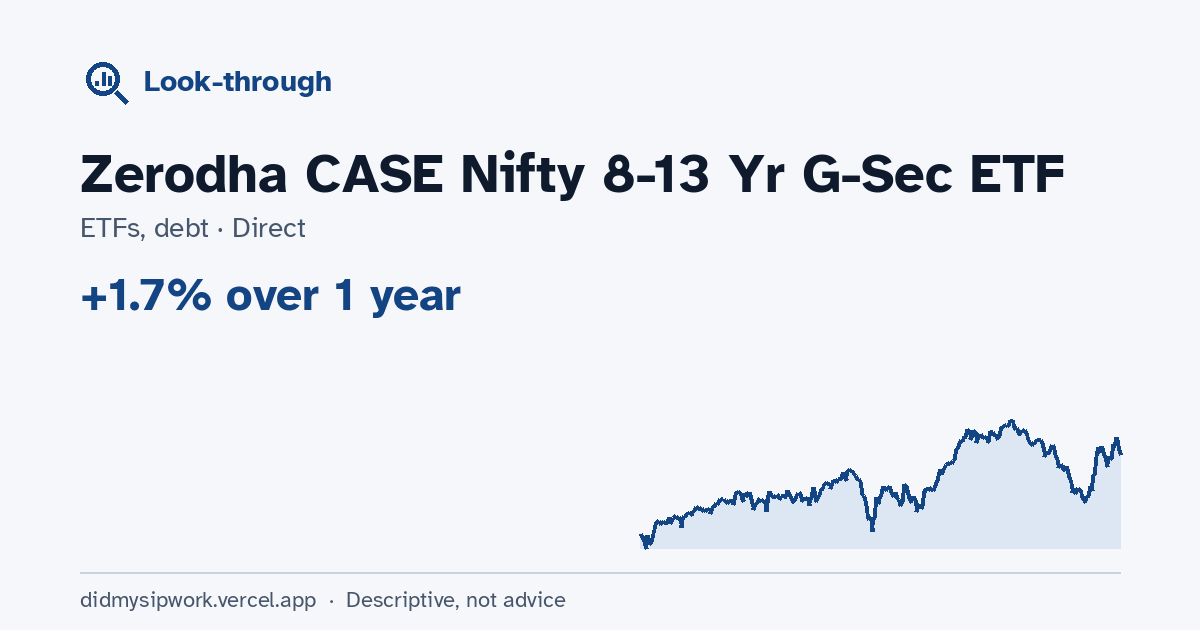 Look-through
Zerodha CASE Nifty 8-13 Yr G-Sec ETF
ETFs, debt · Direct
+1.7% over 1 year
didmysipwork.vercel.app · Descriptive, not advice